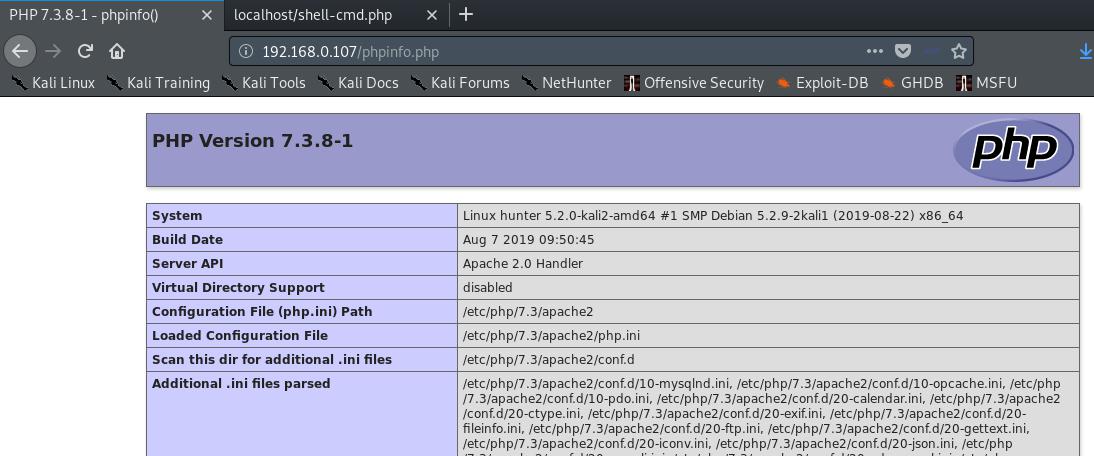 PHP 7.3.8-1 - phpinfo()
localhost/shell-cmd.php
192.168.0.107/phpinfo.php
Kali Linux Kali Training Kali Tools Kali Docs Kali Forums NetHunter Offensive Security Exploit-DB GHDB MSFU
PHP Version 7.3.8-1
php
System Linux hunter 5.2.0-kali2-amd64 #1 SMP Debian 5.2.9-2kali1 (2019-08-22) x86_64
Build Date Aug 7 2019 09:50:45
Server API Apache 2.0 Handler
Virtual Directory Support disabled
Configuration File (php.ini) Path /etc/php/7.3/apache2
Loaded Configuration File /etc/php/7.3/apache2/php.ini
Scan this dir for additional .ini files /etc/php/7.3/apache2/conf.d
Additional .ini files parsed /etc/php/7.3/apache2/conf.d/10-mysqlnd.ini, /etc/php/7.3/apache2/conf.d/10-opcache.ini, /etc/php
/7.3/apache2/conf.d/10-pdo.ini, /etc/php/7.3/apache2/conf.d/20-calendar.ini, /etc/php/7.3/apache2
/conf.d/20-ctype.ini, /etc/php/7.3/apache2/conf.d/20-exif.ini, /etc/php/7.3/apache2/conf.d/20-
fileinfo.ini, /etc/php/7.3/apache2/conf.d/20-ftp.ini, /etc/php/7.3/apache2/conf.d/20-gettext.ini,
/etc/php/7.3/apache2/conf.d/20-iconv.ini, /etc/php/7.3/apache2/conf.d/20-json.ini, /etc/php